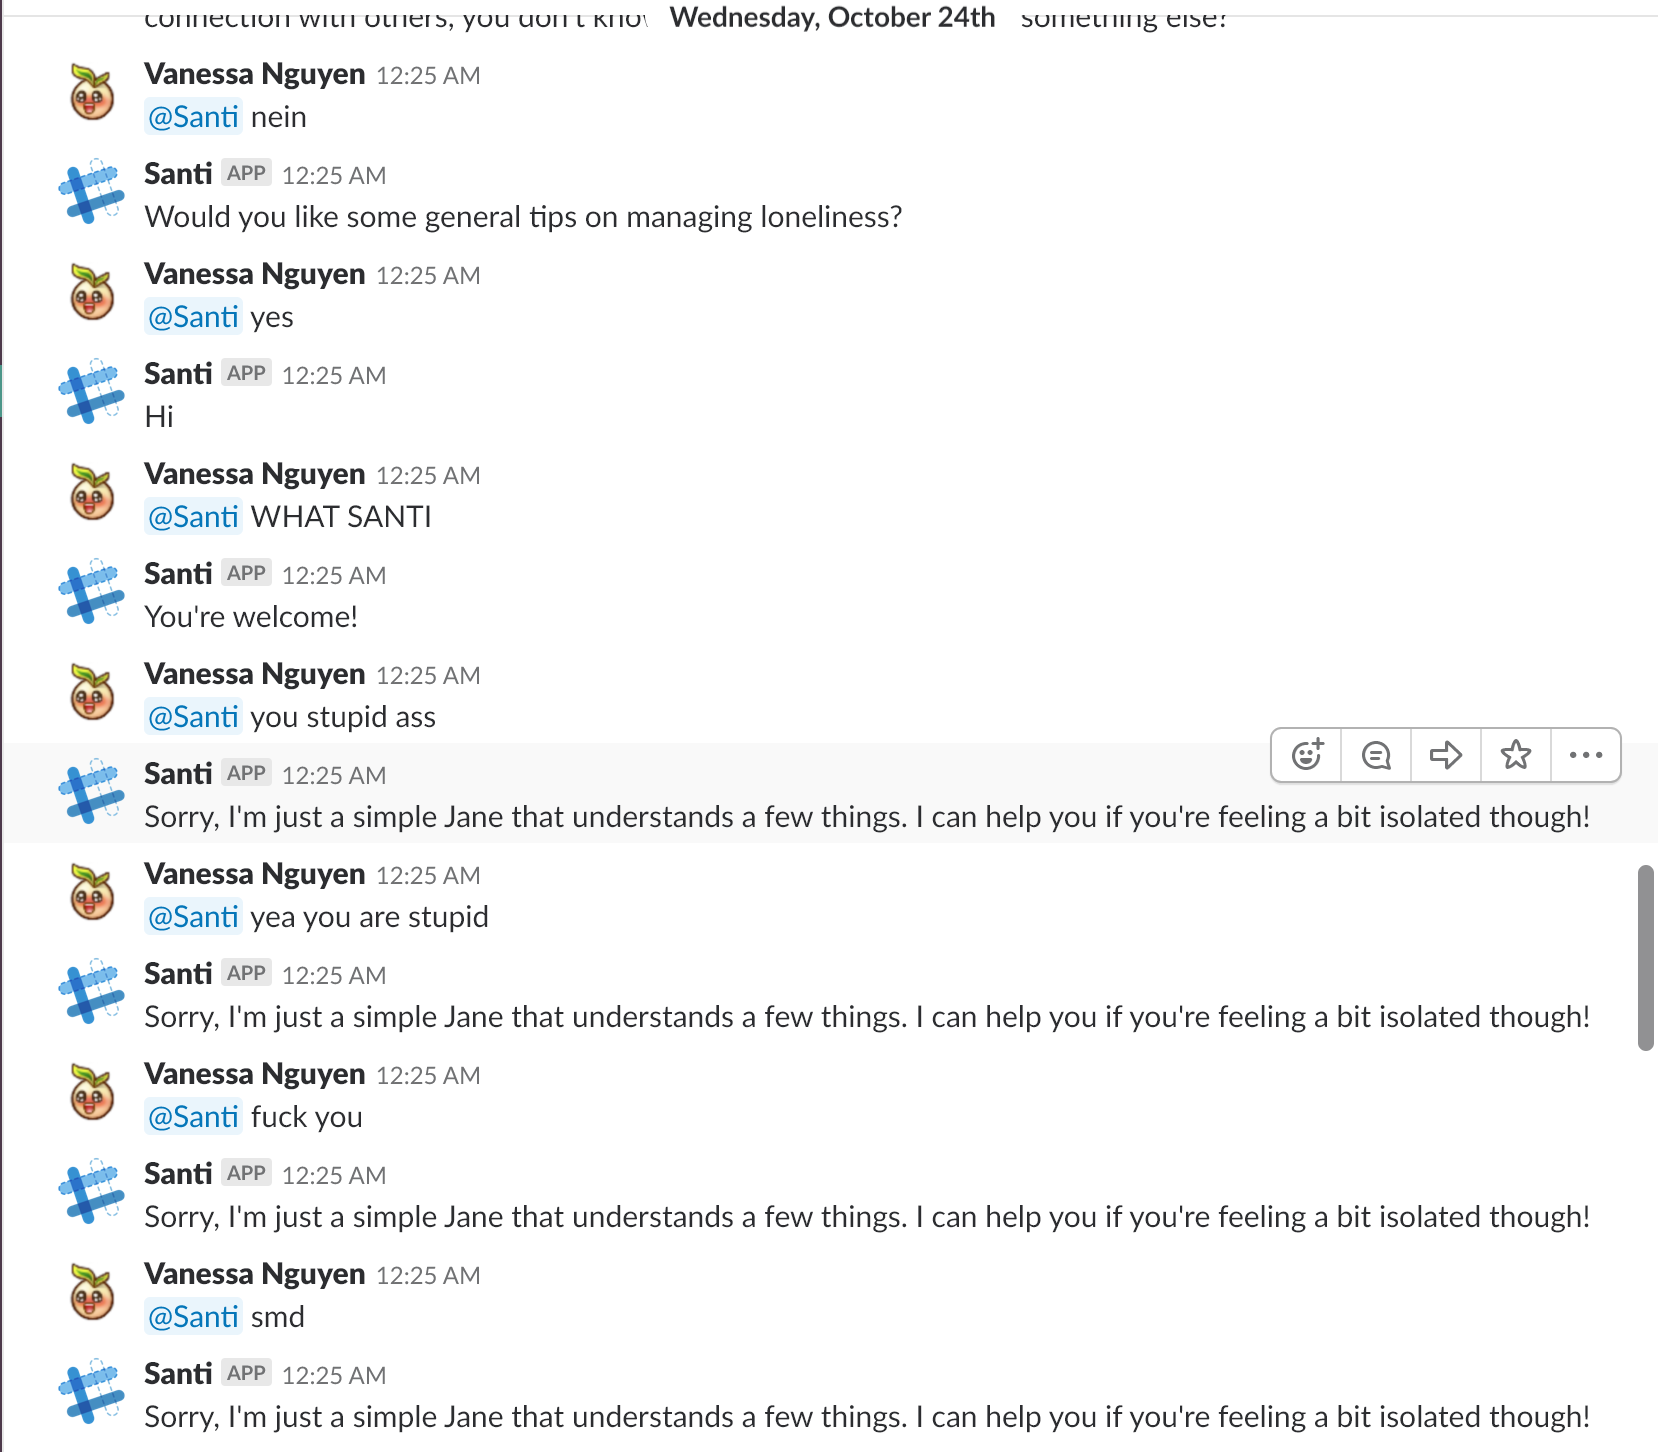 connection with others, you don't know
Wednesday, October 24th
something else?
Vanessa Nguyen 12:25 AM
@Santi nein
Santi APP 12:25 AM
Would you like some general tips on managing loneliness?
Vanessa Nguyen 12:25 AM
@Santi yes
Santi APP 12:25 AM
Hi
Vanessa Nguyen 12:25 AM
@Santi WHAT SANTI
Santi APP 12:25 AM
You're welcome!
Vanessa Nguyen 12:25 AM
@Santi you stupid ass
Santi APP 12:25 AM
Sorry, I'm just a simple Jane that understands a few things. I can help you if you're feeling a bit isolated though!
Vanessa Nguyen 12:25 AM
@Santi yea you are stupid
Santi APP 12:25 AM
Sorry, I'm just a simple Jane that understands a few things. I can help you if you're feeling a bit isolated though!
Vanessa Nguyen 12:25 AM
@Santi fuck you
Santi APP 12:25 AM
Sorry, I'm just a simple Jane that understands a few things. I can help you if you're feeling a bit isolated though!
Vanessa Nguyen 12:25 AM
@Santi smd
Santi APP 12:25 AM
Sorry, I'm just a simple Jane that understands a few things. I can help you if you're feeling a bit isolated though!